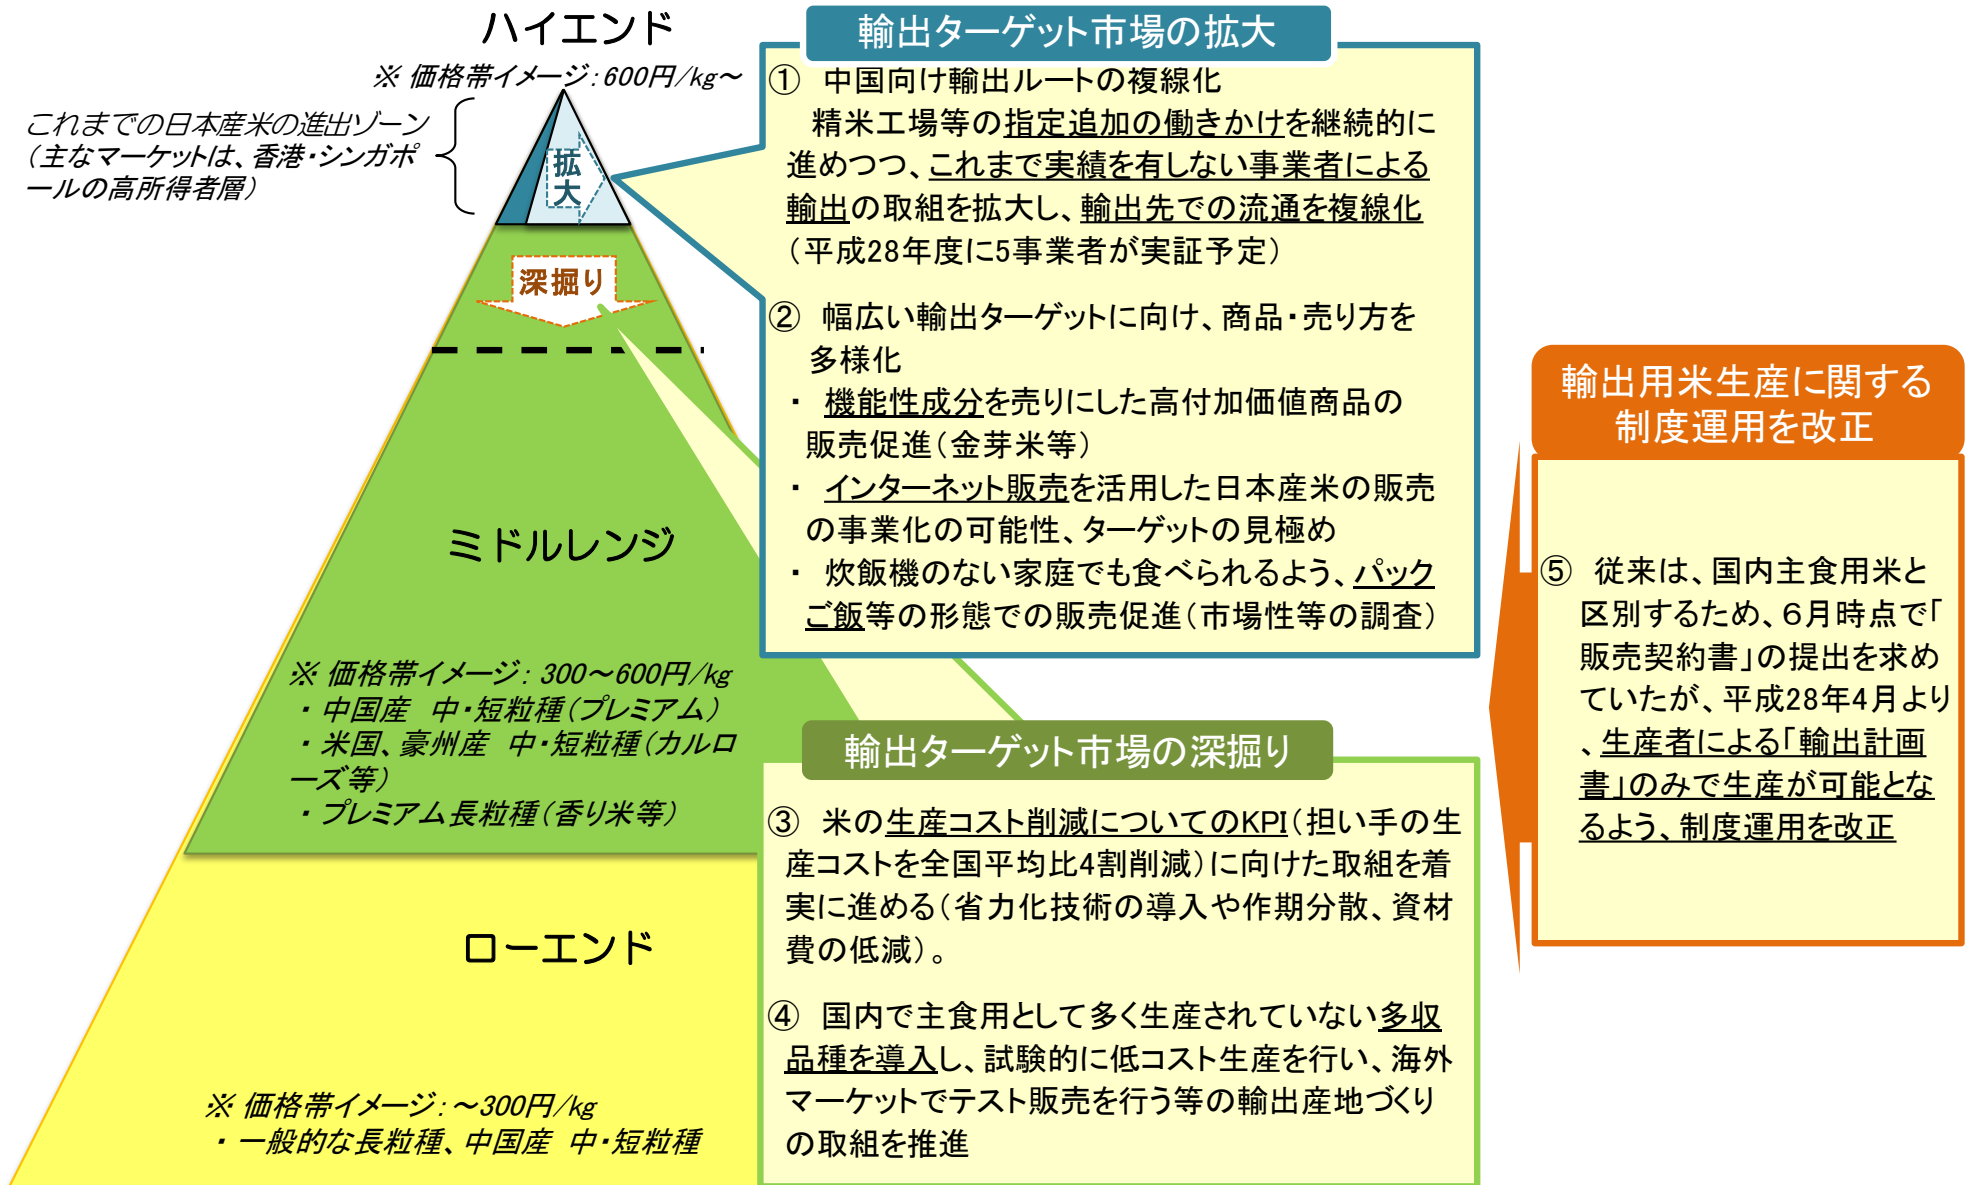 ハイエンド
※ 価格帯イメージ：600円/kg～
これまでの日本産米の進出ゾーン
（主なマーケットは、香港・シンガポ
ールの高所得者層）
拡
大
深掘り
ミドルレンジ
※ 価格帯イメージ：300～600円/kg
・中国産　中・短粒種（プレミアム）
・米国、豪州産　中・短粒種（カルロ
ーズ等）
・プレミアム長粒種（香り米等）
ローエンド
※ 価格帯イメージ：～300円/kg
・一般的な長粒種、中国産　中・短粒種
輸出ターゲット市場の拡大
①　中国向け輸出ルートの複線化
精米工場等の指定追加の働きかけを継続的に
進めつつ、これまで実績を有しない事業者による
輸出の取組を拡大し、輸出先での流通を複線化
（平成28年度に5事業者が実証予定）
②　幅広い輸出ターゲットに向け、商品・売り方を
多様化
・　機能性成分を売りにした高付加価値商品の
販売促進（金芽米等）
・　インターネット販売を活用した日本産米の販売
の事業化の可能性、ターゲットの見極め
・　炊飯機のない家庭でも食べられるよう、パック
ご飯等の形態での販売促進（市場性等の調査）
輸出ターゲット市場の深掘り
③　米の生産コスト削減についてのKPI（担い手の生
産コストを全国平均比4割削減）に向けた取組を着
実に進める（省力化技術の導入や作期分散、資材
費の低減）。
④　国内で主食用として多く生産されていない多収
品種を導入し、試験的に低コスト生産を行い、海外
マーケットでテスト販売を行う等の輸出産地づくり
の取組を推進
輸出用米生産に関する
制度運用を改正
⑤　従来は、国内主食用米と
区別するため、６月時点で「
販売契約書」の提出を求め
ていたが、平成28年4月より
、生産者による「輸出計画
書」のみで生産が可能とな
るよう、制度運用を改正